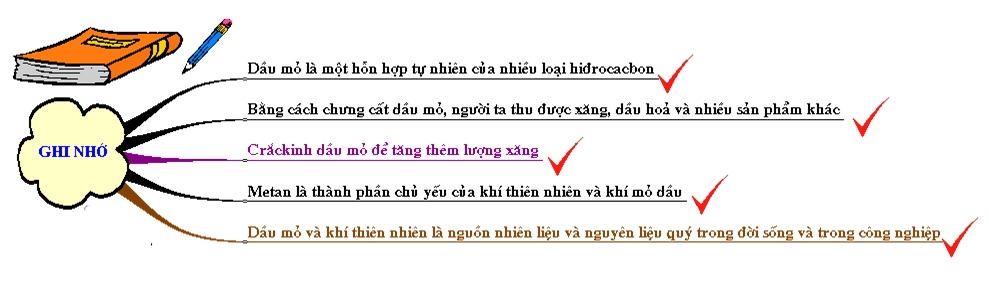 Dầu mỏ là một hỗn hợp tự nhiên của nhiều loại hiđrocacbon
Bằng cách chưng cất dầu mỏ, người ta thu được xăng, dầu hoả và nhiều sản phẩm khác
GHI NHỚ
Crăckinh dầu mỏ để tăng thêm lượng xăng
Metan là thành phần chủ yếu của khí thiên nhiên và khí mỏ dầu
Dầu mỏ và khí thiên nhiên là nguồn nhiên liệu và nguyên liệu quý trong đời sống và trong công nghiệp